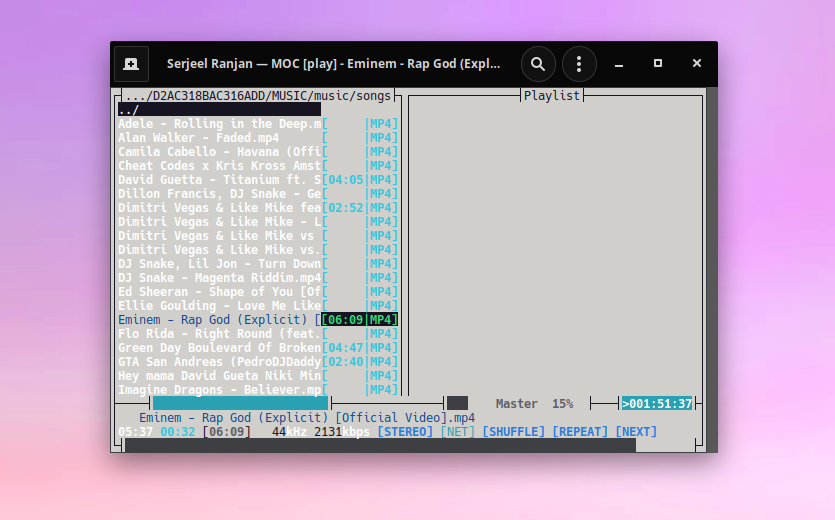 Serjeel Ranjan — MOC [play] - Eminem - Rap God (Expl...
.../D2AC318BAC316ADD/MUSIC/music/songs
Playlist
../
Adele - Rolling in the Deep.m[ |MP4]
Alan Walker - Faded.mp4 [ |MP4]
Camila Cabello - Havana (Offi[ |MP4]
Cheat Codes x Kris Kross Amst[ |MP4]
David Guetta - Titanium ft. S[04:05|MP4]
Dillon Francis, DJ Snake - Ge[ |MP4]
Dimitri Vegas & Like Mike fea[02:52|MP4]
Dimitri Vegas & Like Mike - L[ |MP4]
Dimitri Vegas & Like Mike vs [ |MP4]
Dimitri Vegas & Like Mike vs.[ |MP4]
DJ Snake, Lil Jon - Turn Down[ |MP4]
DJ Snake - Magenta Riddim.mp4[ |MP4]
Ed Sheeran - Shape of You [Of[ |MP4]
Ellie Goulding - Love Me Like[ |MP4]
Eminem - Rap God (Explicit) [[06:09|MP4]
Flo Rida - Right Round (feat.[ |MP4]
Green Day Boulevard Of Broken[04:47|MP4]
GTA San Andreas (PedroDJDaddy[02:40|MP4]
Hey mama David Gueta Niki Min[ |MP4]
Imagine Dragons - Believer.mp[ |MP4]
Master 15% >001:51:37
Eminem - Rap God (Explicit) [Official Video].mp4
05:37 00:32 [06:09] 44kHz 2131kbps [STEREO] [NET] [SHUFFLE] [REPEAT] [NEXT]